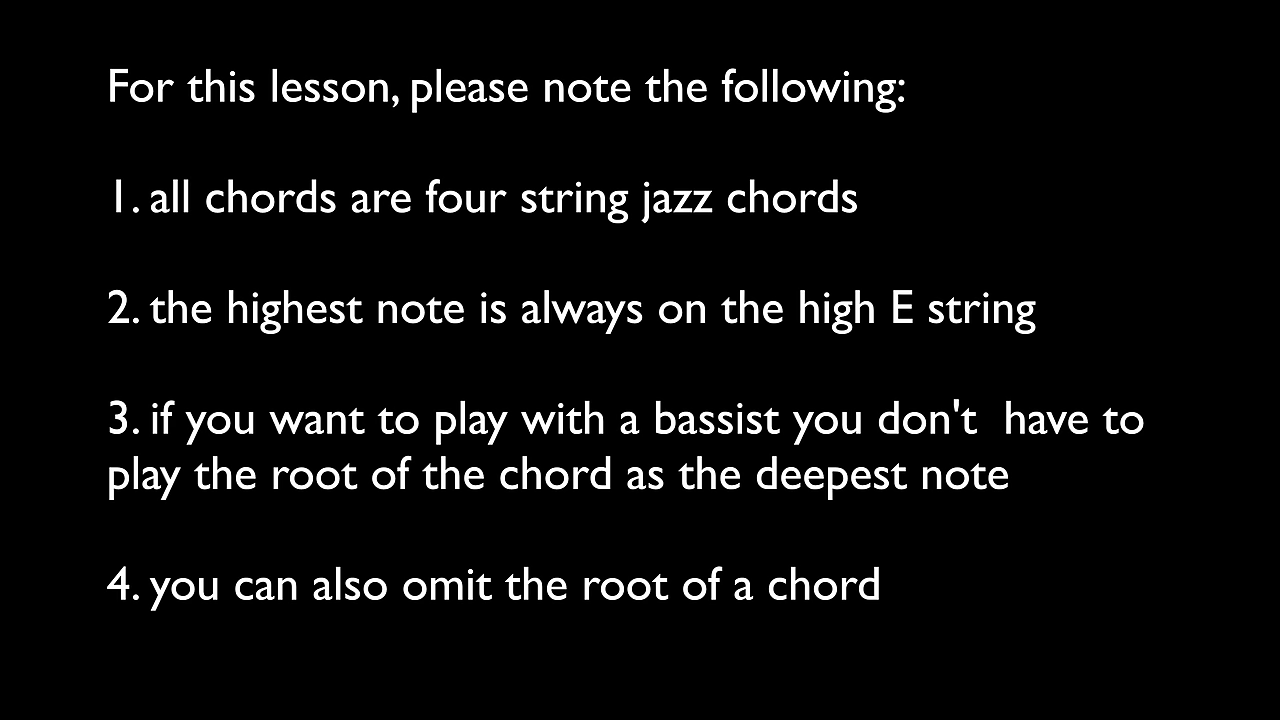 For this lesson, please note the following:
1. all chords are four string jazz chords
2. the highest note is always on the high E string
3. if you want to play with a bassist you don't  have to
play the root of the chord as the deepest note
4. you can also omit the root of a chord